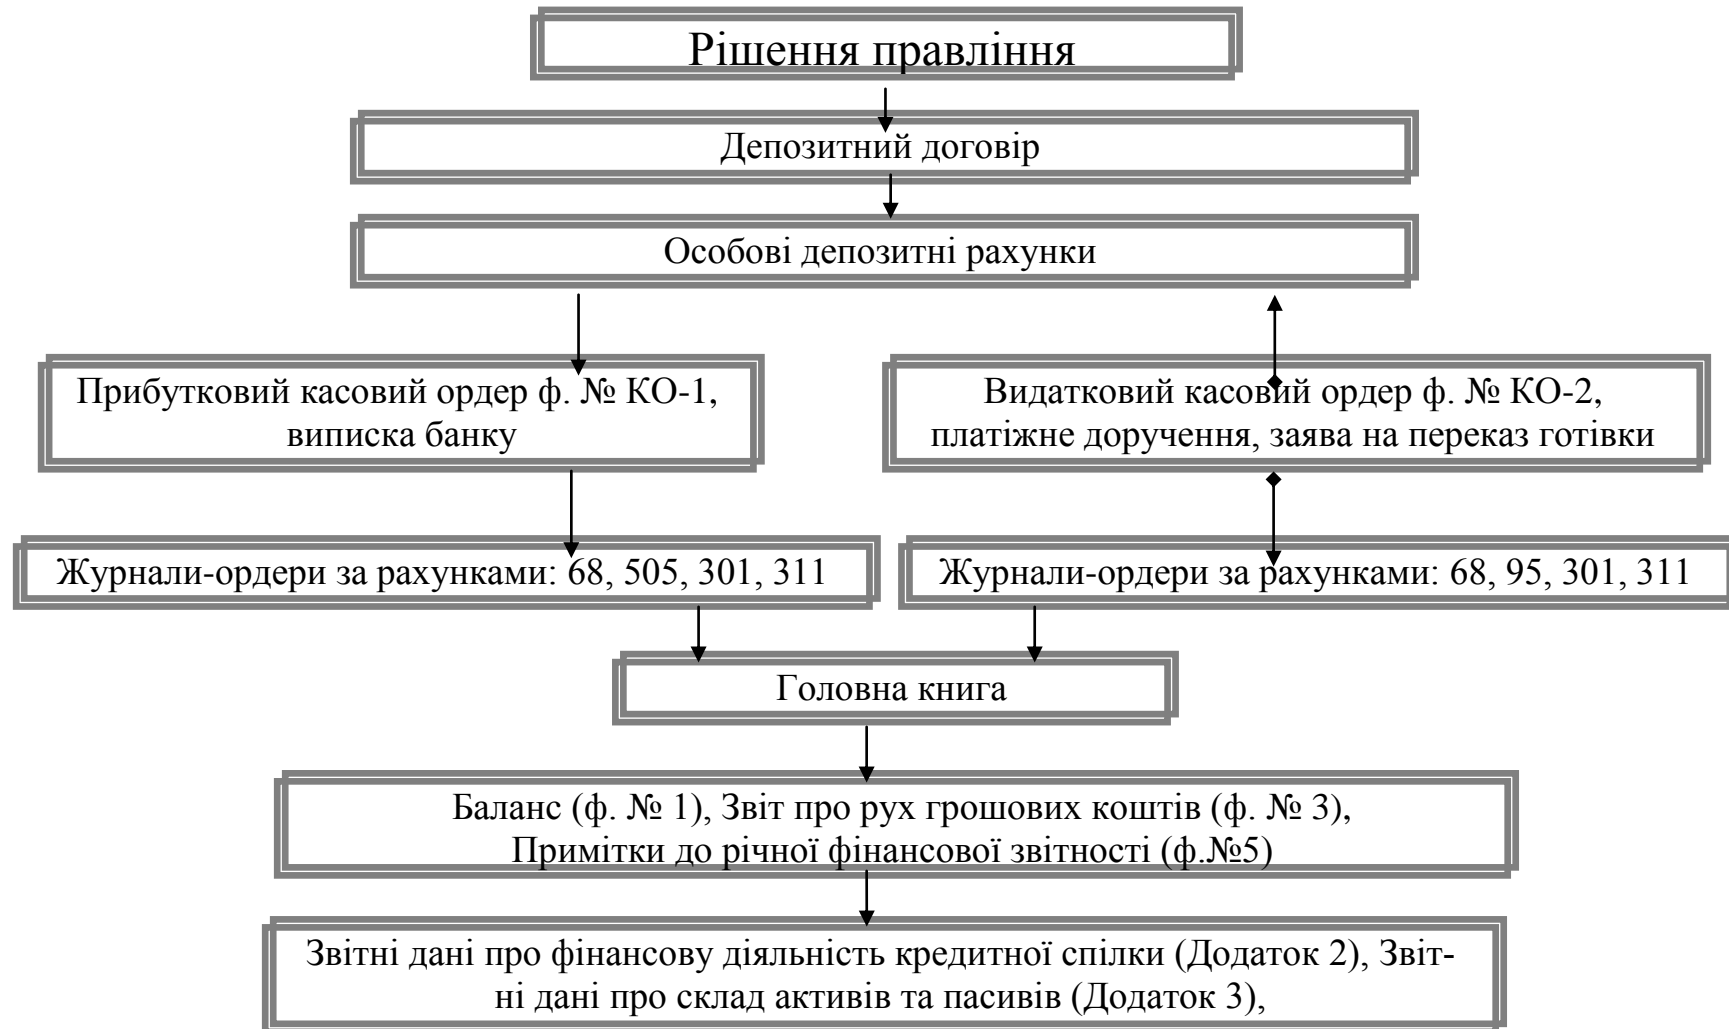 Рішення правління
Депозитний договір
Особові депозитні рахунки
Прибутковий касовий ордер ф. № КО-1,
виписка банку
Видатковий касовий ордер ф. № КО-2,
платіжне доручення, заява на переказ готівки
Журнали-ордери за рахунками: 68, 505, 301, 311
Журнали-ордери за рахунками: 68, 95, 301, 311
Головна книга
Баланс (ф. № 1), Звіт про рух грошових коштів (ф. № 3),
Примітки до річної фінансової звітності (ф.№5)
Звітні дані про фінансову діяльність кредитної спілки (Додаток 2), Звіт-
ні дані про склад активів та пасивів (Додаток 3),